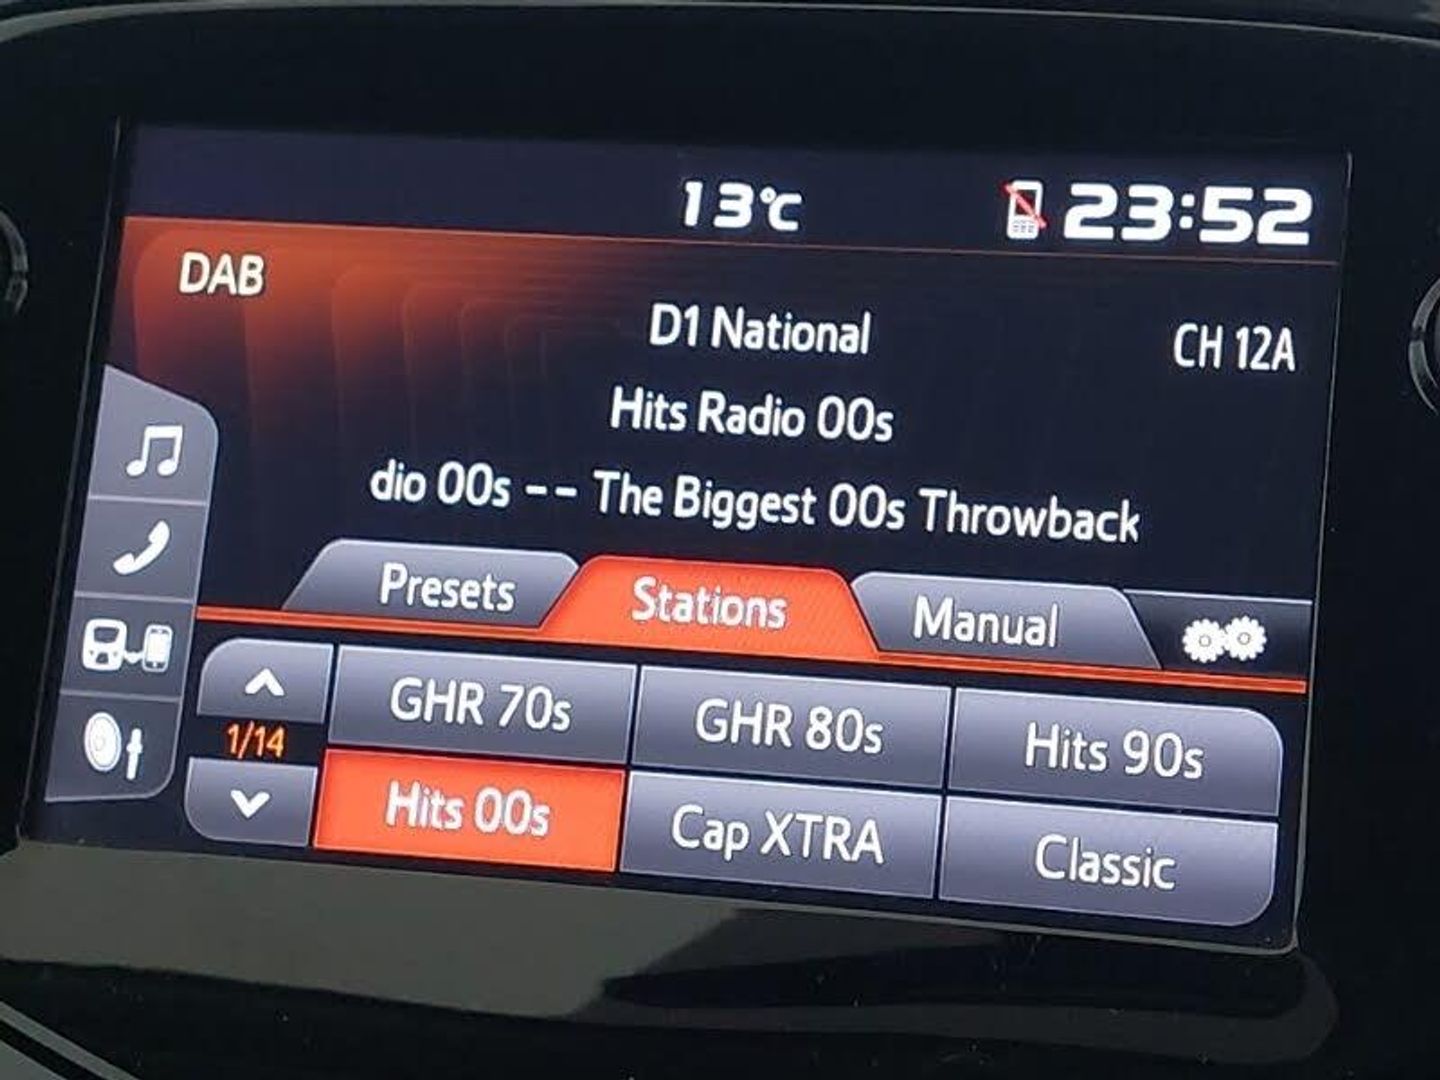 13°C 23:52
DAB
D1 National CH 12A
Hits Radio 00s
dio 00s -- The Biggest 00s Throwback
Presets Stations Manual
GHR 70s GHR 80s Hits 90s
1/14
Hits 00s Cap XTRA Classic